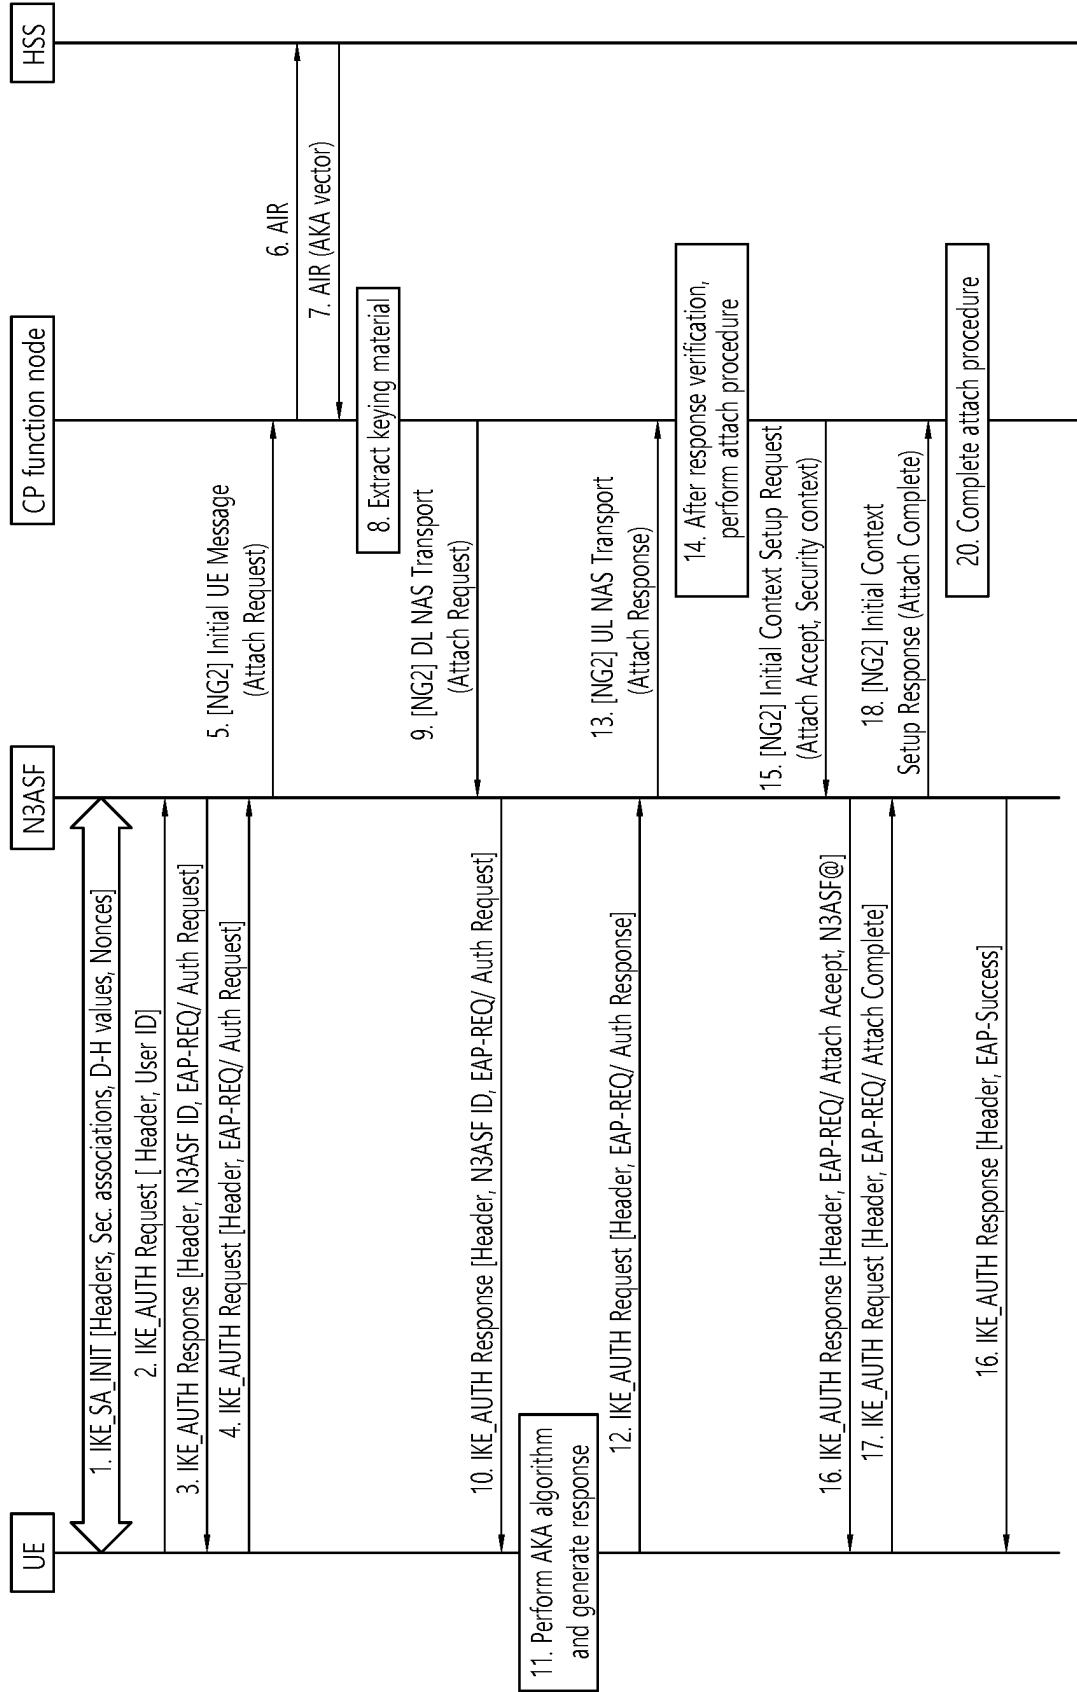 UE
N3ASF
CP function node
HSS
1. IKE_SA_INIT [Headers, Sec. associations, D-H values, Nonces]
2. IKE_AUTH Request [ Header, User ID]
3. IKE_AUTH Response [Header, N3ASF ID, EAP-REQ/ Auth Request]
4. IKE_AUTH Request [Header, EAP-REQ/ Auth Request]
5. [NG2] Initial UE Message
(Attach Request)
6. AIR
7. AIR (AKA vector)
8. Extract keying material
9. [NG2] DL NAS Transport
(Attach Request)
10. IKE_AUTH Response [Header, N3ASF ID, EAP-REQ/ Auth Request]
11. Perform AKA algorithm
and generate response
12. IKE_AUTH Request [Header, EAP-REQ/ Auth Response]
13. [NG2] UL NAS Transport
(Attach Response)
14. After response verification,
perform attach procedure
15. [NG2] Initial Context Setup Request
(Attach Accept, Security context)
16. IKE_AUTH Response [Header, EAP-REQ/ Attach Aceept, N3ASF@]
17. IKE_AUTH Request [Header, EAP-REQ/ Attach Complete]
18. [NG2] Initial Context
Setup Response (Attach Complete)
16. IKE_AUTH Response [Header, EAP-Success]
20. Complete attach procedure